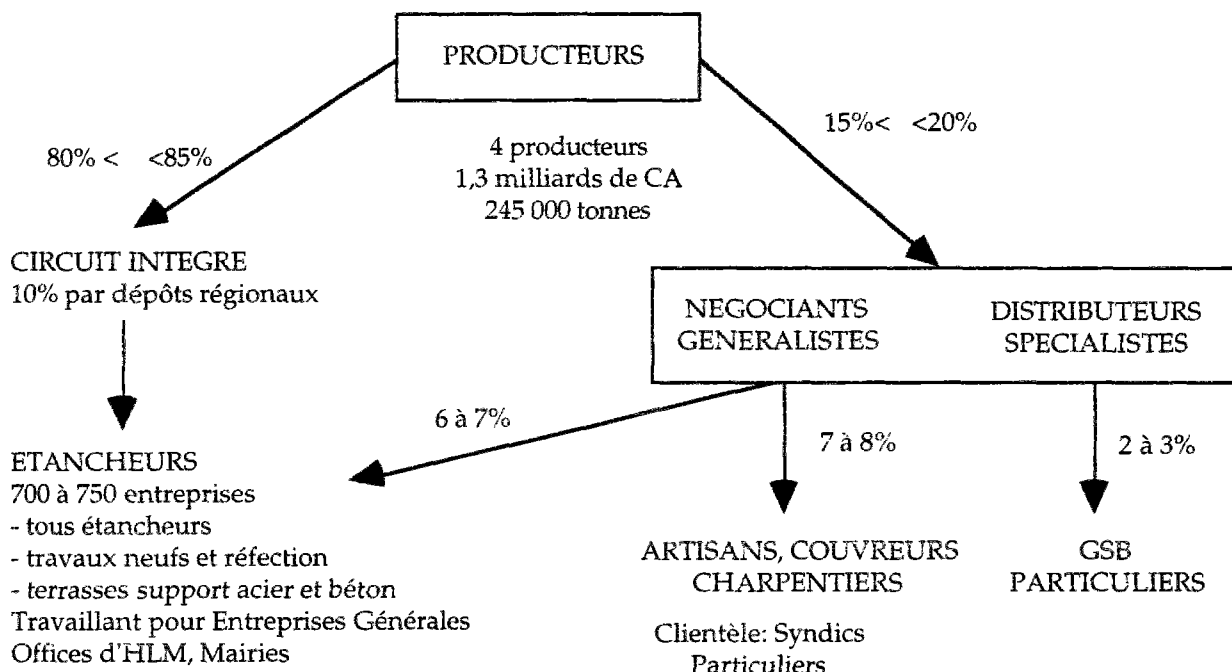 PRODUCTEURS
15%< <20%
80% < <85%
4 producteurs
1,3 milliards de CA
245 000 tonnes
CIRCUIT INTEGRE
10% par dépôts régionaux
NEGOCIANTS
GENERALISTES
DISTRIBUTEURS
SPECIALISTES
6 à 7%
7 à 8%
2 à 3%
ETANCHEURS
700 à 750 entreprises
- tous étancheurs
- travaux neufs et réfection
- terrasses support acier et béton
Travaillant pour Entreprises Générales
Offices d'HLM, Mairies
ARTISANS, COUVREURS
CHARPENTIERS
Clientèle: Syndics
Particuliers
GSB
PARTICULIERS